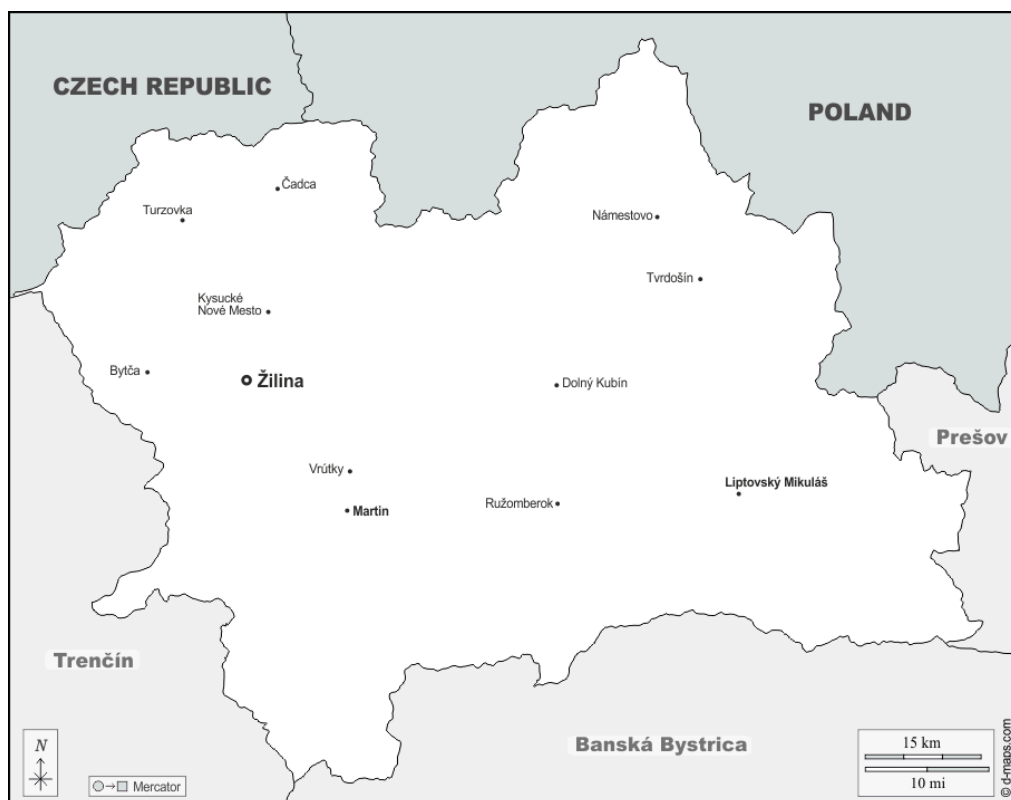 CZECH REPUBLIC
POLAND
Čadca
Turzovka
Námestovo
Tvrdošín
Kysucké
Nové Mesto
Bytča
Žilina
Dolný Kubín
Prešov
Vrútky
Liptovský Mikuláš
Martin
Ružomberok
Trenčín
Banská Bystrica
N
15 km
10 mi
Mercator
© d-maps.com